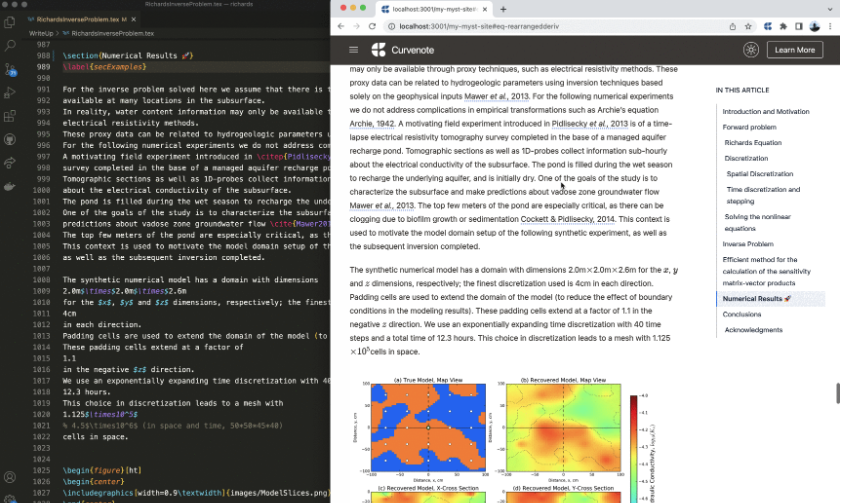 RichardsInverseProblem.tex — richards
RichardsInverseProblem.tex M
WriteUp > RichardsInverseProblem.tex
987
988 \section{Numerical Results 🚀}
989 \label{secExamples}
990
991 For the inverse problem solved here we assume that there is
992 available at many locations in the subsurface.
993 In reality, water content information may only be available
994 electrical resistivity methods.
995 These proxy data can be related to hydrogeologic parameters
996 For the following numerical experiments we do not address
997 A motivating field experiment introduced in \citep{Pidlisecky
998 survey completed in the base of a managed aquifer recharge
999 Tomographic sections as well as 1D-probes collect information
1000 about the electrical conductivity of the subsurface.
1001 The pond is filled during the wet season to recharge the
1002 One of the goals of the study is to characterize the
1003 predictions about vadose zone groundwater flow
1004 The top few meters of the pond are especially critical, as
1005 This context is used to motivate the model domain setup of
1006 as well as the subsequent inversion completed.
1007
1008 The synthetic numerical model has a domain with dimensions
1009 2.0m$\times$2.0m$\times$2.6m
1010 for the $x$, $y$ and $z$ dimensions, respectively; the finest
1011 4cm
1012 in each direction.
1013 Padding cells are used to extend the domain of the model (to
1014 These padding cells extend at a factor of
1015 1.1
1016 in the negative $z$ direction.
1017 We use an exponentially expanding time discretization with
1018 12.3 hours.
1019 This choice in discretization leads to a mesh with
1020 1.125$\times10^5$
1021 % 4.5$\times10^6$ (in space and time, 50*50*45*40)
1022 cells in space.
1023
1024
1025 \begin{figure}[ht]
1026 \begin{center}
1027 \includegraphics[width=0.9\textwidth]{images/ModelSlices.png}
localhost:3001/my-myst-site/
localhost:3001/my-myst-site#eq-rearrangedderiv
Curvenote
Learn More
may only be available through proxy techniques, such as electrical resistivity methods. These
proxy data can be related to hydrogeologic parameters using inversion techniques based
solely on the geophysical inputs Mawer et al., 2013. For the following numerical experiments
we do not address complications in empirical transformations such as Archie's equation
Archie, 1942. A motivating field experiment introduced in Pidlisecky et al., 2013 is of a time-
lapse electrical resistivity tomography survey completed in the base of a managed aquifer
recharge pond. Tomographic sections as well as 1D-probes collect information sub-hourly
about the electrical conductivity of the subsurface. The pond is filled during the wet season
to recharge the underlying aquifer, and is initially dry. One of the goals of the study is to
characterize the subsurface and make predictions about vadose zone groundwater flow
Mawer et al., 2013. The top few meters of the pond are especially critical, as there can be
clogging due to biofilm growth or sedimentation Cockett & Pidlisecky, 2014. This context is
used to motivate the model domain setup of the following synthetic experiment, as well as
the subsequent inversion completed.
The synthetic numerical model has a domain with dimensions 2.0m×2.0m×2.6m for the x, y
and z dimensions, respectively; the finest discretization used is 4cm in each direction.
Padding cells are used to extend the domain of the model (to reduce the effect of boundary
conditions in the modeling results). These padding cells extend at a factor of 1.1 in the
negative z direction. We use an exponentially expanding time discretization with 40 time
steps and a total time of 12.3 hours. This choice in discretization leads to a mesh with 1.125
×10⁵cells in space.
(a) True Model, Map View
(b) Recovered Model, Map View
Distance, y, cm
Distance, x, cm
Distance, y, cm
Distance, x, cm
(c) Recovered X-Cross Section
(d) Recovered Y-Cross Section
IN THIS ARTICLE
Introduction and Motivation
Forward problem
Richards Equation
Discretization
Spatial Discretization
Time discretization and
stepping
Solving the nonlinear
equations
Inverse Problem
Efficient method for the
calculation of the sensitivity
matrix-vector products
Numerical Results 🚀
Conclusions
Acknowledgments